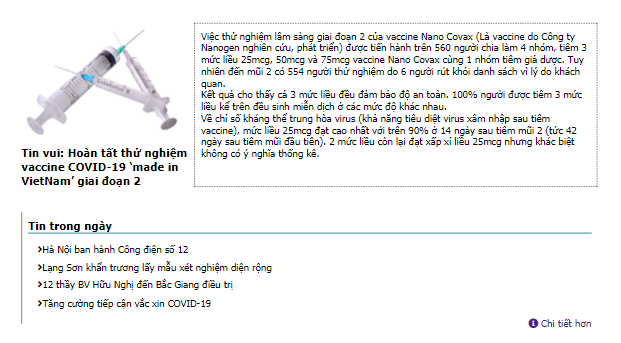 Việc thử nghiệm lâm sàng giai đoạn 2 của vaccine Nano Covax (Là vaccine do Công ty
Nanogen nghiên cứu, phát triển) được tiến hành trên 560 người chia làm 4 nhóm, tiêm 3
mức liều 25mcg, 50mcg và 75mcg vaccine Nano Covax cùng 1 nhóm tiêm giả dược. Tuy
nhiên đến mũi 2 có 554 người thử nghiệm do 6 người rút khỏi danh sách vì lý do khách
quan.
Kết quả cho thấy cả 3 mức liều đều đảm bảo độ an toàn. 100% người được tiêm 3 mức
liều kể trên đều sinh miễn dịch ở các mức độ khác nhau.
Về chỉ số kháng thể trung hòa virus (khả năng tiêu diệt virus xâm nhập sau tiêm
vaccine), mức liều 25mcg đạt cao nhất với trên 90% ở 14 ngày sau tiêm mũi 2 (tức 42
ngày sau tiêm mũi đầu tiên). 2 mức liều còn lại đạt xấp xỉ liều 25mcg nhưng khác biệt
không có ý nghĩa thống kê.
Tin vui: Hoàn tất thử nghiệm
vaccine COVID-19 ‘made in
VietNam’ giai đoạn 2
Tin trong ngày
Hà Nội ban hành Công điện số 12
Lạng Sơn khẩn trương lấy mẫu xét nghiệm diện rộng
12 thầy BV Hữu Nghị đến Bắc Giang điều trị
Tăng cường tiếp cận vắc xin COVID-19
Chi tiết hơn